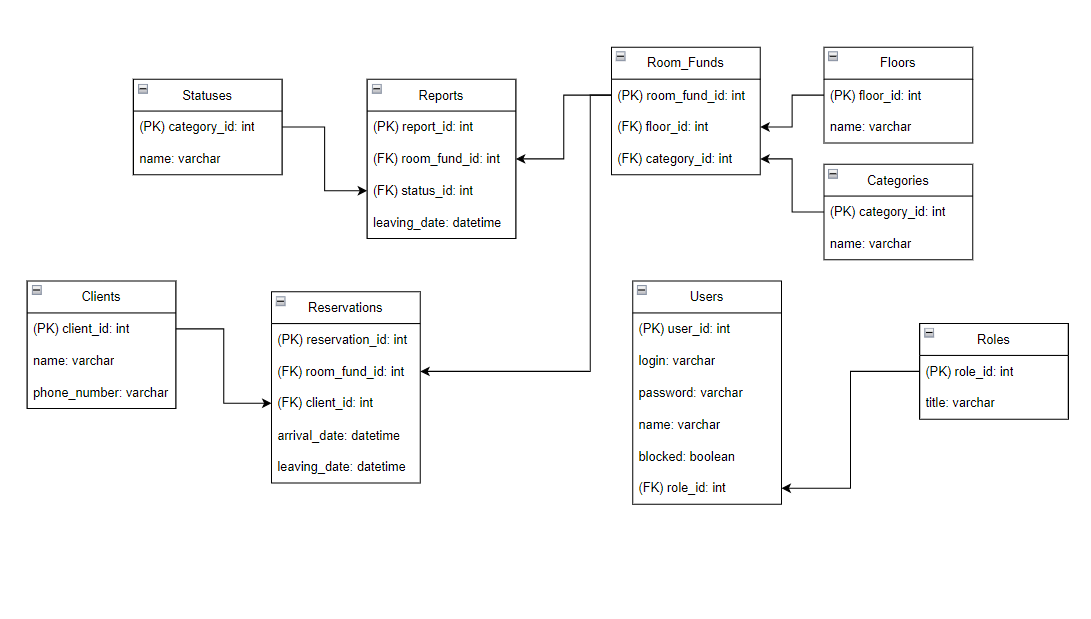 Statuses
(PK) category_id: int
name: varchar
Reports
(PK) report_id: int
(FK) room_fund_id: int
(FK) status_id: int
leaving_date: datetime
Room_Funds
(PK) room_fund_id: int
(FK) floor_id: int
(FK) category_id: int
Floors
(PK) floor_id: int
name: varchar
Categories
(PK) category_id: int
name: varchar
Clients
(PK) client_id: int
name: varchar
phone_number: varchar
Reservations
(PK) reservation_id: int
(FK) room_fund_id: int
(FK) client_id: int
arrival_date: datetime
leaving_date: datetime
Users
(PK) user_id: int
login: varchar
password: varchar
name: varchar
blocked: boolean
(FK) role_id: int
Roles
(PK) role_id: int
title: varchar